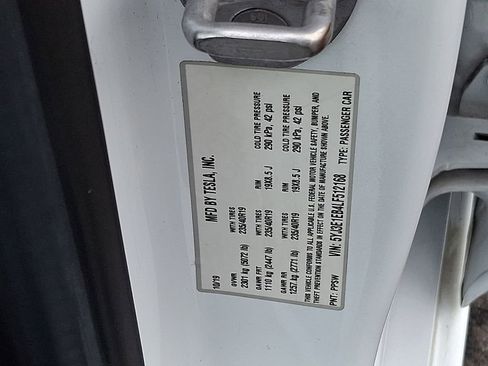 10/19 MFD BY TESLA, INC.
GVWR WITH TIRES
2301 kg (5072 lb) 235/40R19
GAWR FRT WITH TIRES RIM COLD TIRE PRESSURE
1110 kg (2447 lb) 235/40R19 19X8.5 J 290 kPa, 42 psi
GAWR RR WITH TIRES RIM COLD TIRE PRESSURE
1257 kg (2771 lb) 235/40R19 19X8.5 J 290 kPa, 42 psi
THIS VEHICLE CONFORMS TO ALL APPLICABLE U.S. FEDERAL MOTOR VEHICLE SAFETY, BUMPER, AND
THEFT PREVENTION STANDARDS IN EFFECT ON THE DATE OF MANUFACTURE SHOWN ABOVE.
VIN: 5YJ3E1EB4LF512168 TYPE: PASSENGER CAR
PNT: PPSW